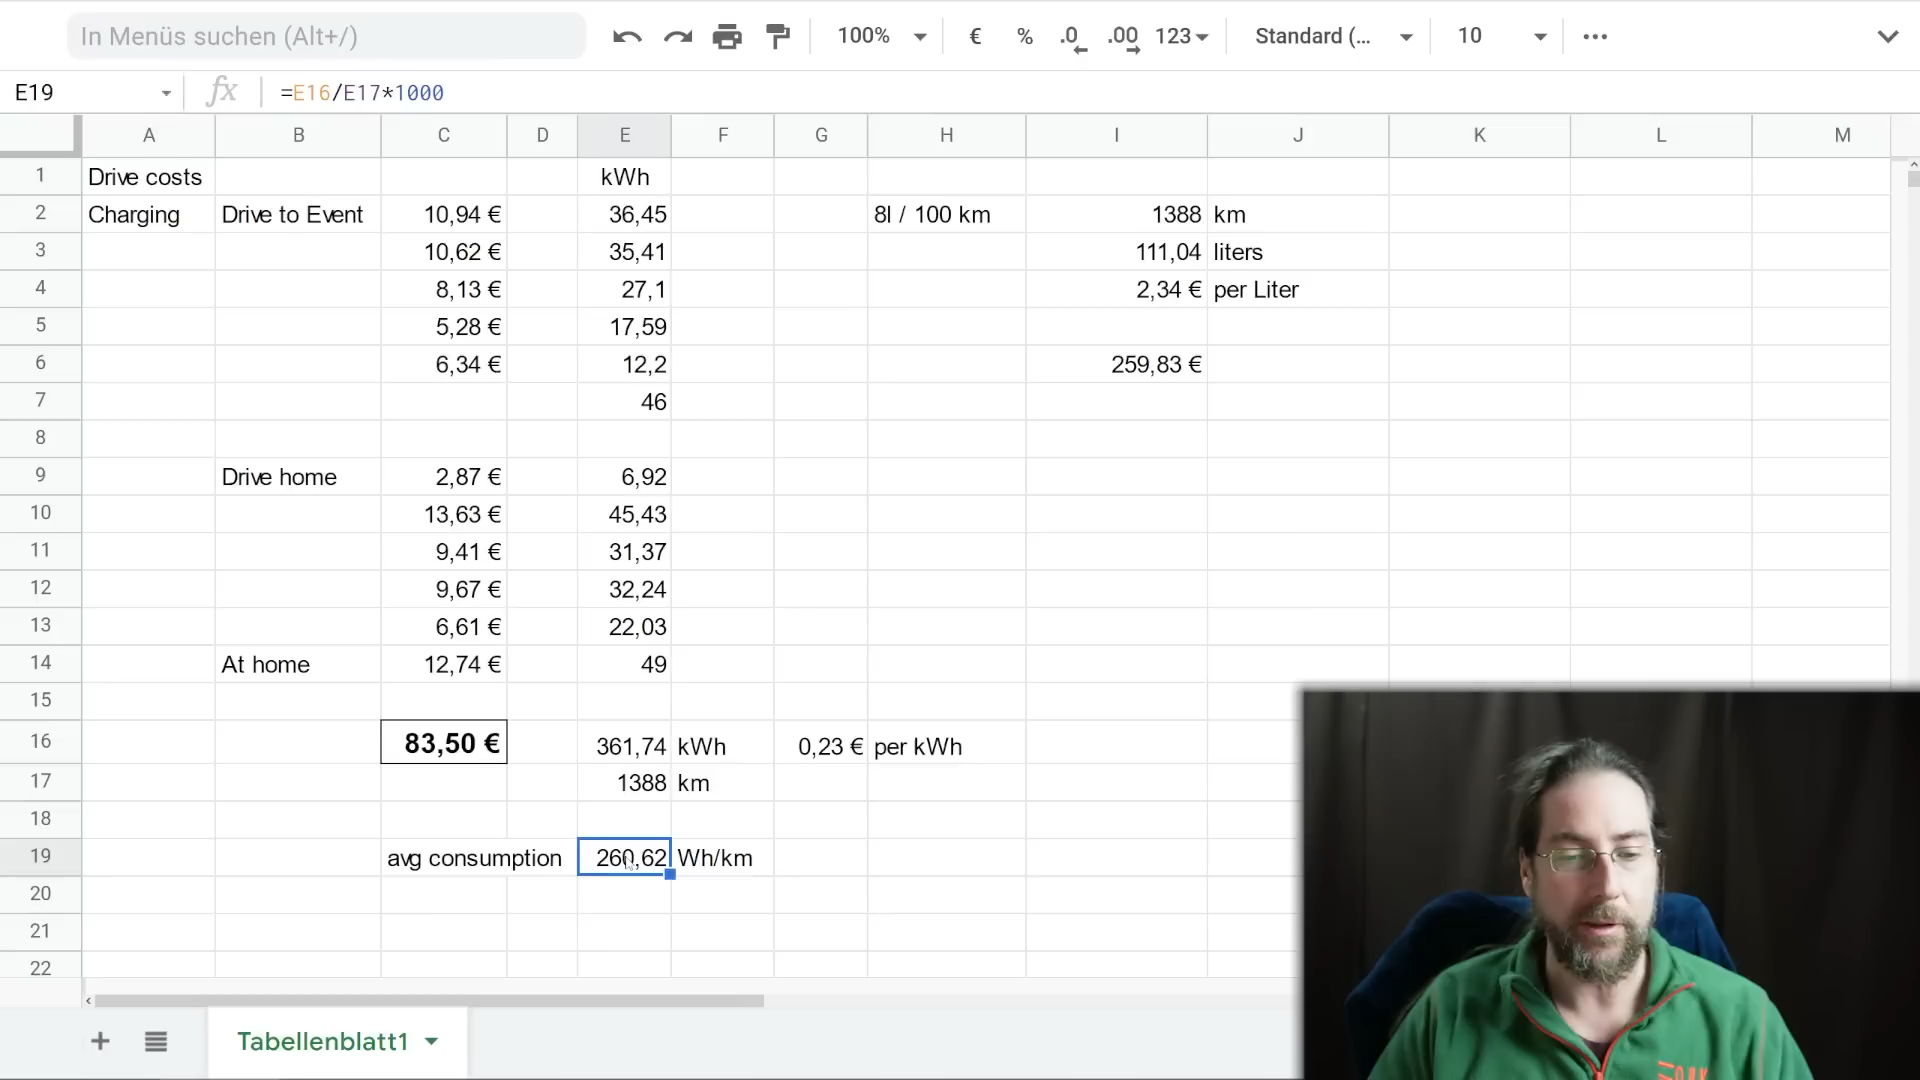 In Menüs suchen (Alt+/)
100% € % .0 .00 123 Standard (... 10
E19 fx =E16/E17*1000
A B C D E F G H I J K L M
1 Drive costs kWh
2 Charging Drive to Event 10,94 € 36,45 8l / 100 km 1388 km
3 10,62 € 35,41 111,04 liters
4 8,13 € 27,1 2,34 € per Liter
5 5,28 € 17,59
6 6,34 € 12,2 259,83 €
7 46
8
9 Drive home 2,87 € 6,92
10 13,63 € 45,43
11 9,41 € 31,37
12 9,67 € 32,24
13 6,61 € 22,03
14 At home 12,74 € 49
15
16 83,50 € 361,74 kWh 0,23 € per kWh
17 1388 km
18
19 avg consumption 260,62 Wh/km
20
21
22
Tabellenblatt1